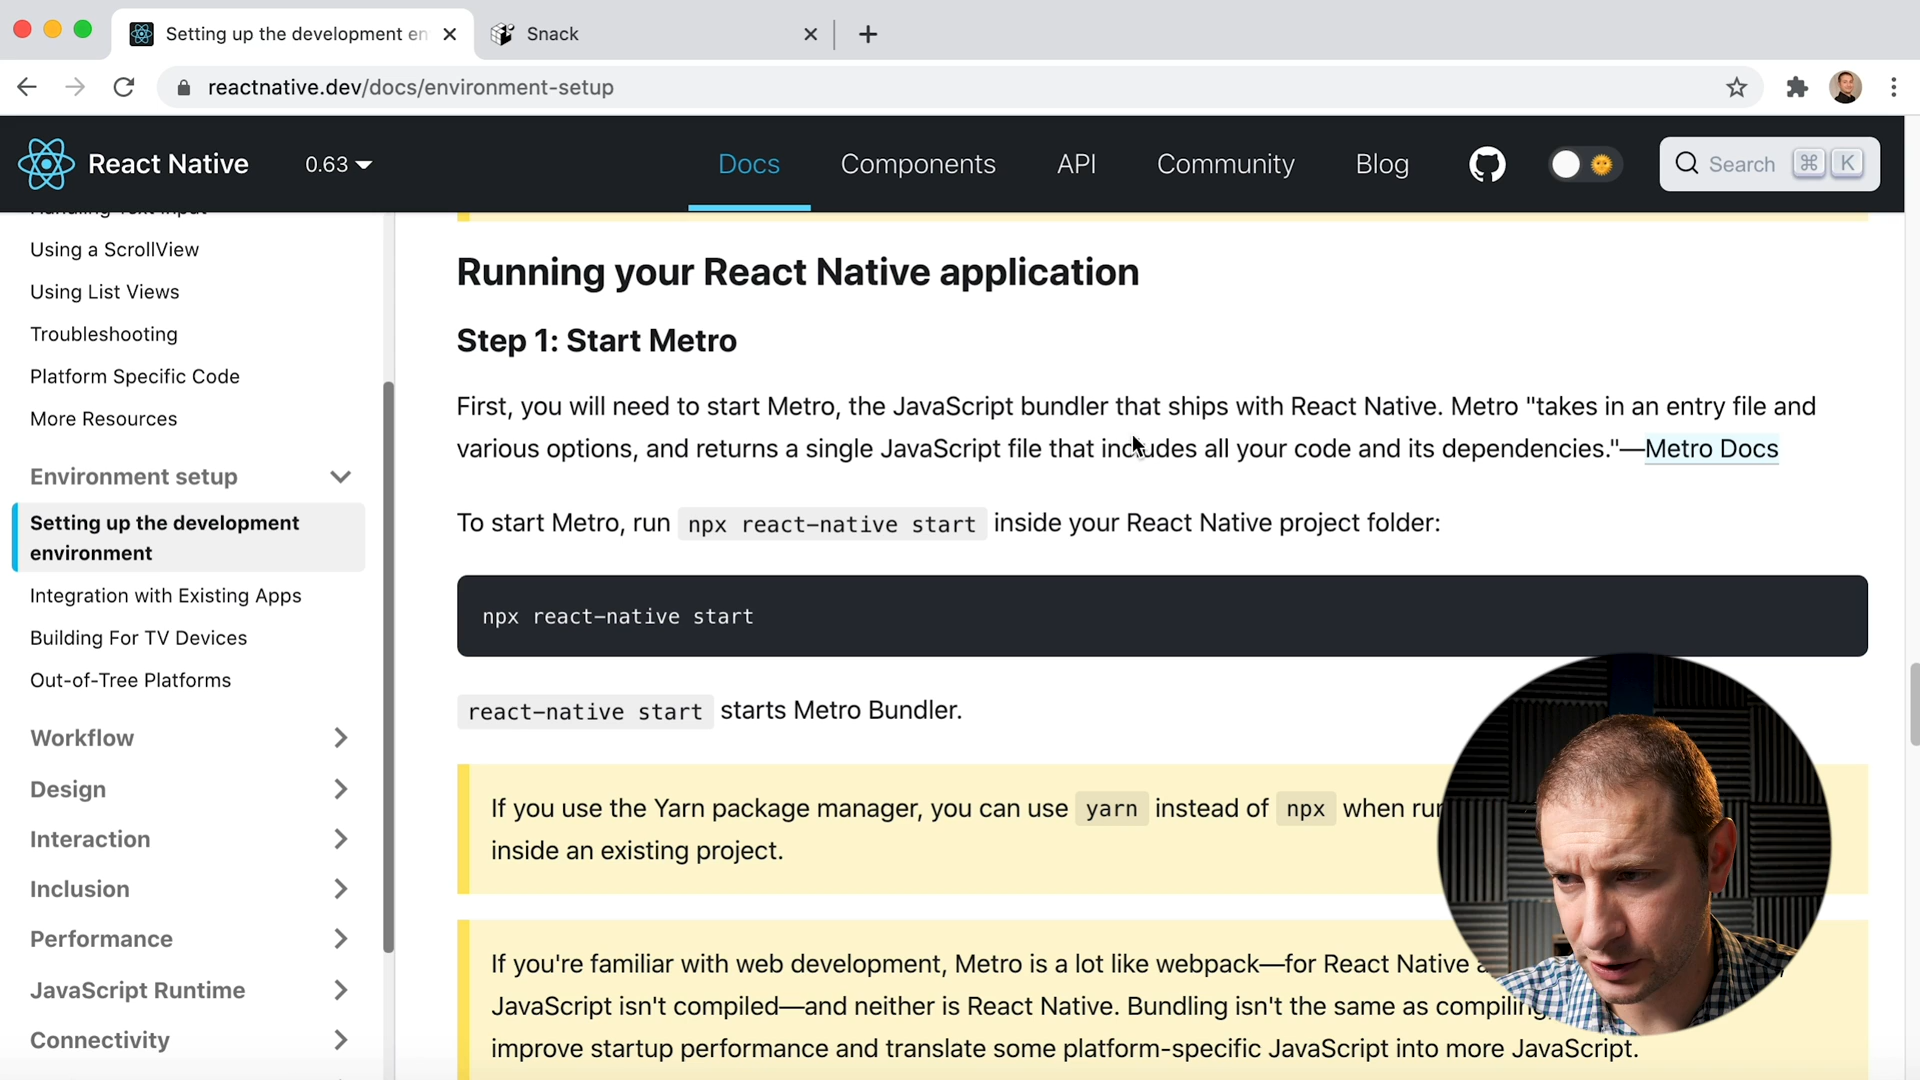 Setting up the development en
Snack
reactnative.dev/docs/environment-setup
React Native
0.63
Docs
Components
API
Community
Blog
Search
⌘
K
Handling Text Input
Using a ScrollView
Using List Views
Troubleshooting
Platform Specific Code
More Resources
Environment setup
Setting up the development
environment
Integration with Existing Apps
Building For TV Devices
Out-of-Tree Platforms
Workflow
Design
Interaction
Inclusion
Performance
JavaScript Runtime
Connectivity
Running your React Native application
Step 1: Start Metro
First, you will need to start Metro, the JavaScript bundler that ships with React Native. Metro "takes in an entry file and
various options, and returns a single JavaScript file that includes all your code and its dependencies."—Metro Docs
To start Metro, run npx react-native start inside your React Native project folder:
npx react-native start
react-native start starts Metro Bundler.
If you use the Yarn package manager, you can use yarn instead of npx when
inside an existing project.
If you're familiar with web development, Metro is a lot like webpack—for React Native
JavaScript isn't compiled—and neither is React Native. Bundling isn't the same as compiling
improve startup performance and translate some platform-specific JavaScript into more JavaScript.